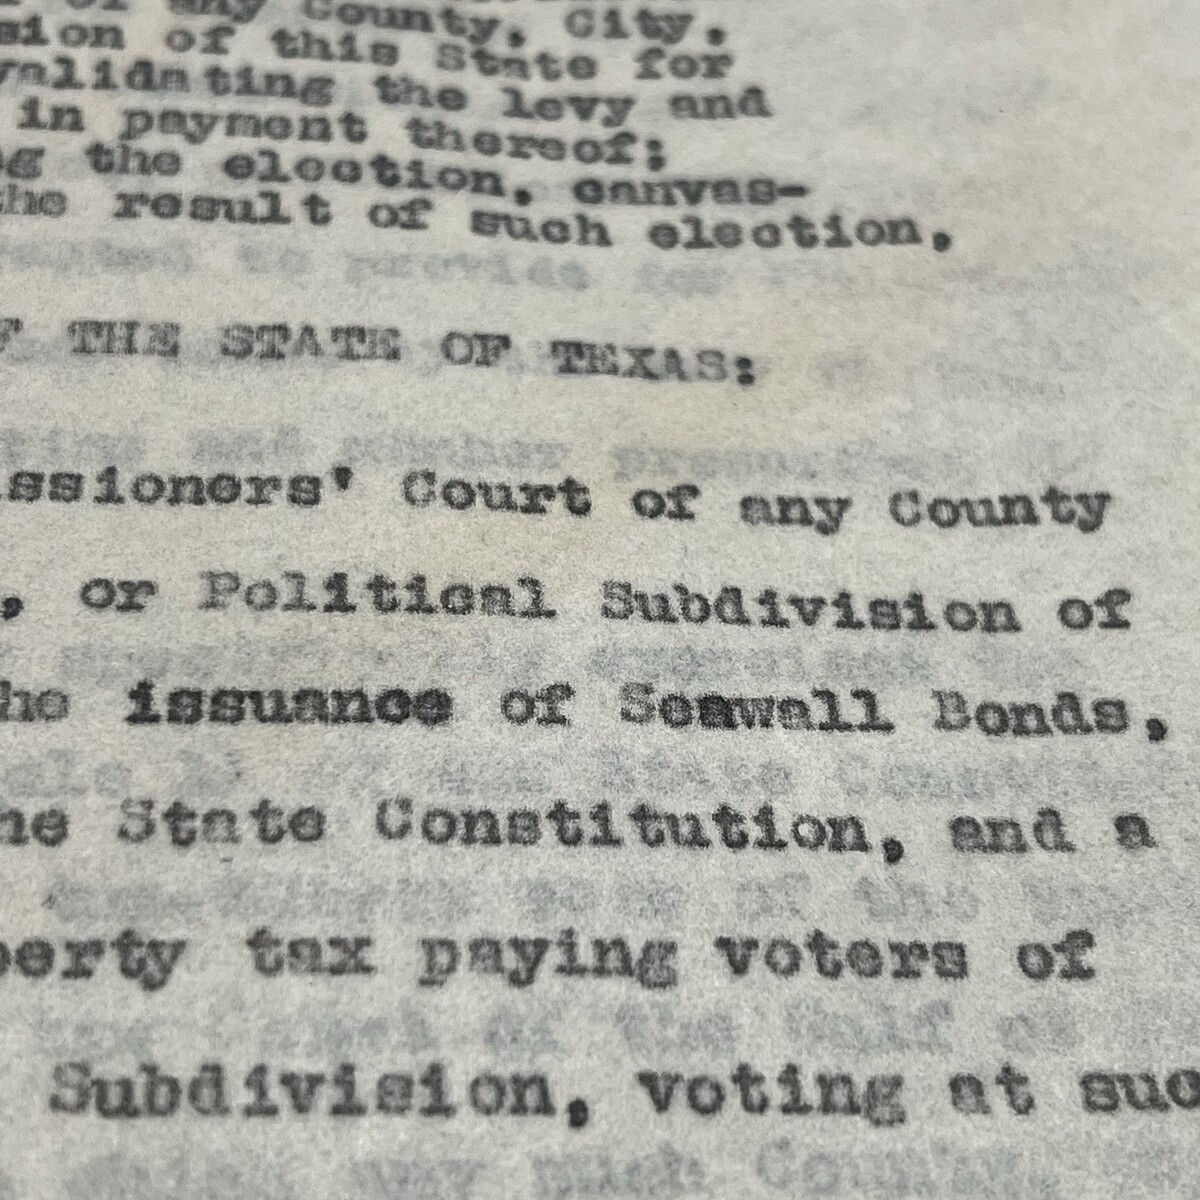 of any County, City,
sion of this State for
validating the levy and
in payment thereof;
ng the election, canvas-
the result of such election,
F THE STATE OF TEXAS:
issioners' Court of any County
, or Political Subdivision of
he issuance of Seawall Bonds,
he State Constitution, and a
perty tax paying voters of
Subdivision, voting at suc